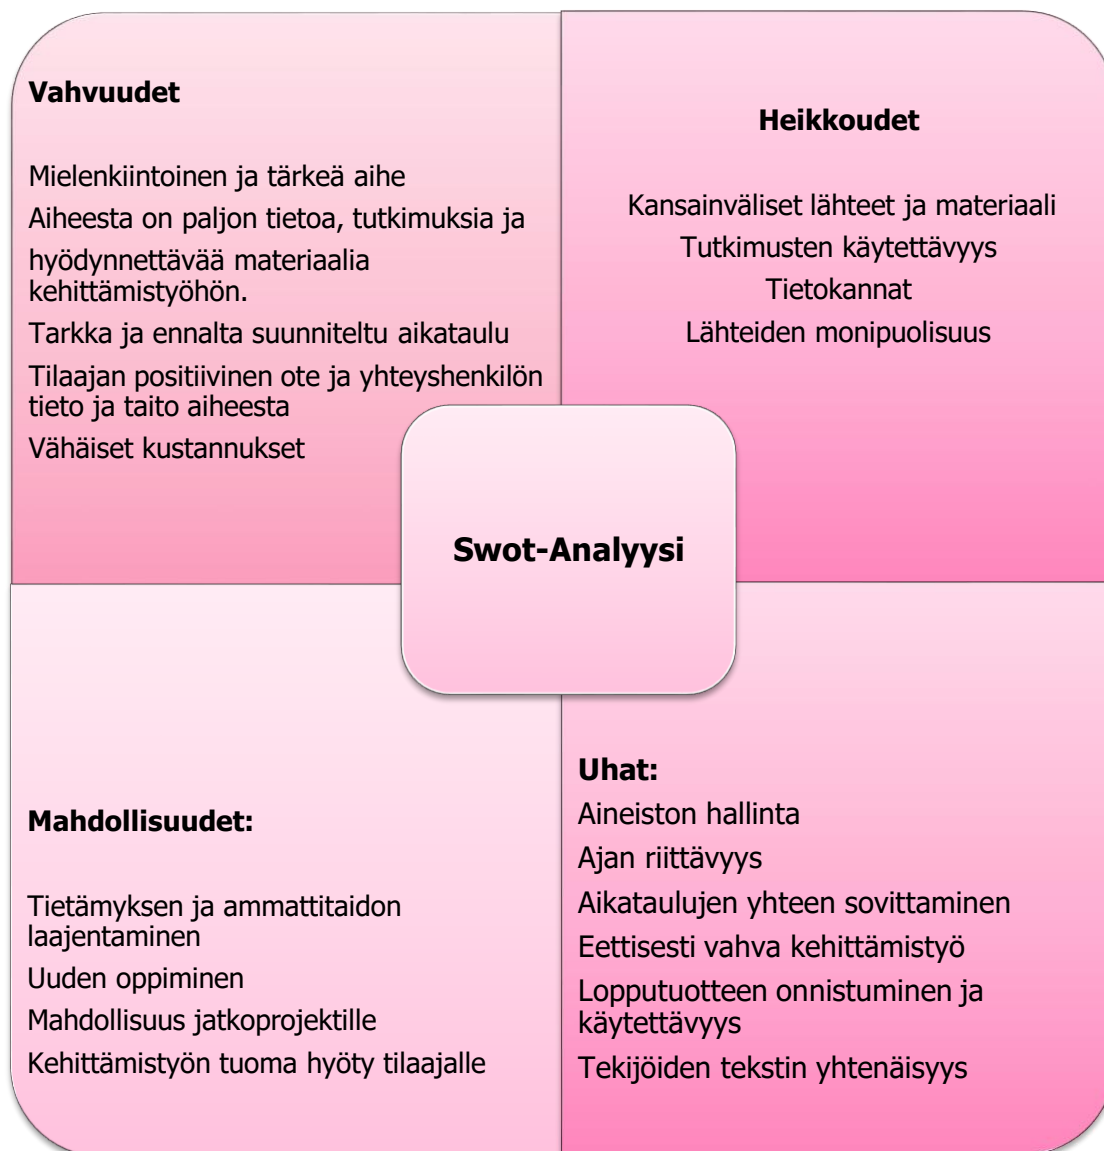 Vahvuudet
Mielenkiintoinen ja tärkeä aihe
Aiheesta on paljon tietoa, tutkimuksia ja
hyödynnettävää materiaalia
kehittämistyöhön.
Tarkka ja ennalta suunniteltu aikataulu
Tilaajan positiivinen ote ja yhteyshenkilön
tieto ja taito aiheesta
Vähäiset kustannukset
Heikkoudet
Kansainväliset lähteet ja materiaali
Tutkimusten käytettävyys
Tietokannat
Lähteiden monipuolisuus
Swot-Analyysi
Mahdollisuudet:
Tietämyksen ja ammattitaidon
laajentaminen
Uuden oppiminen
Mahdollisuus jatkoprojektille
Kehittämistyön tuoma hyöty tilaajalle
Uhat:
Aineiston hallinta
Ajan riittävyys
Aikataulujen yhteen sovittaminen
Eettisesti vahva kehittämistyö
Lopputuotteen onnistuminen ja
käytettävyys
Tekijöiden tekstin yhtenäisyys